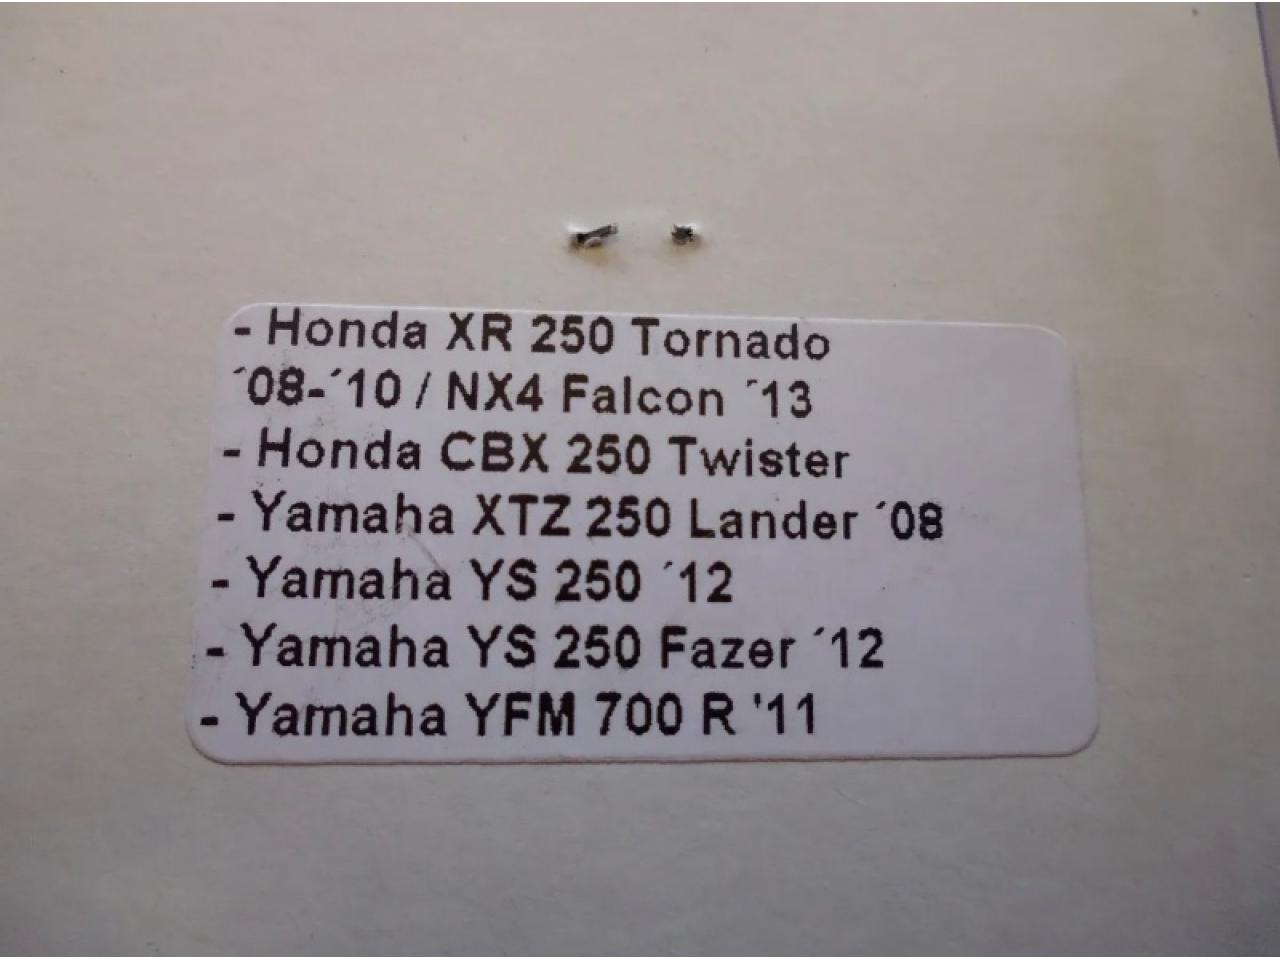 - Honda XR 250 Tornado
´08-´10 / NX4 Falcon ´13
- Honda CBX 250 Twister
- Yamaha XTZ 250 Lander ´08
- Yamaha YS 250 ´12
- Yamaha YS 250 Fazer ´12
- Yamaha YFM 700 R '11